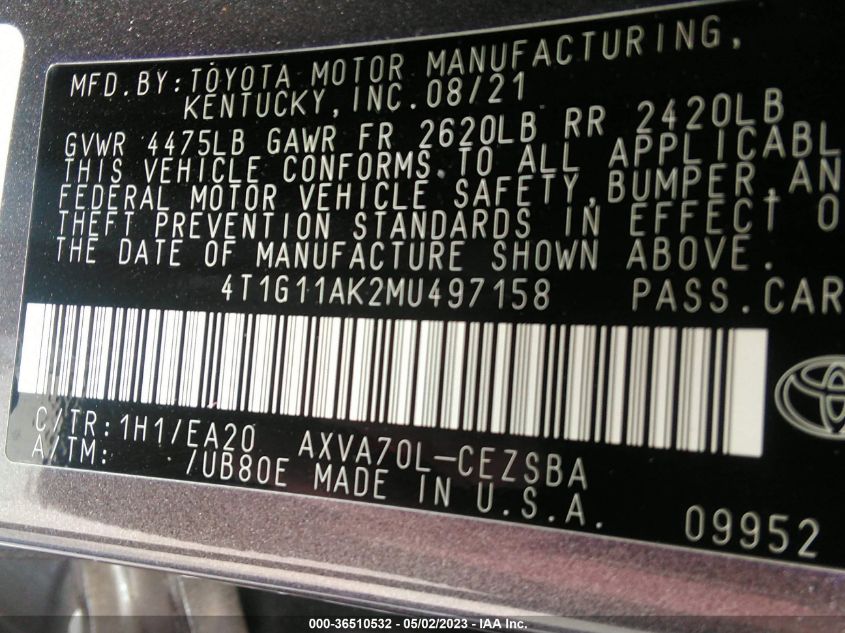 MFD. BY: TOYOTA MOTOR MANUFACTURING,
KENTUCKY, INC. 08/21
GVWR 4475LB GAWR FR 2620LB RR 2420LB
THIS VEHICLE CONFORMS TO ALL APPLICABL
FEDERAL MOTOR VEHICLE SAFETY, BUMPER, AN
THEFT PREVENTION STANDARDS IN EFFECT O
THE DATE OF MANUFACTURE SHOWN ABOVE.
4T1G11AK2MU497158 PASS. CAR
C/TR: 1H1/EA20 AXVA70L-CEZSBA
A/TM: /UB80E MADE IN U.S.A.
09952
000-36510532 - 05/02/2023 - IAA Inc.